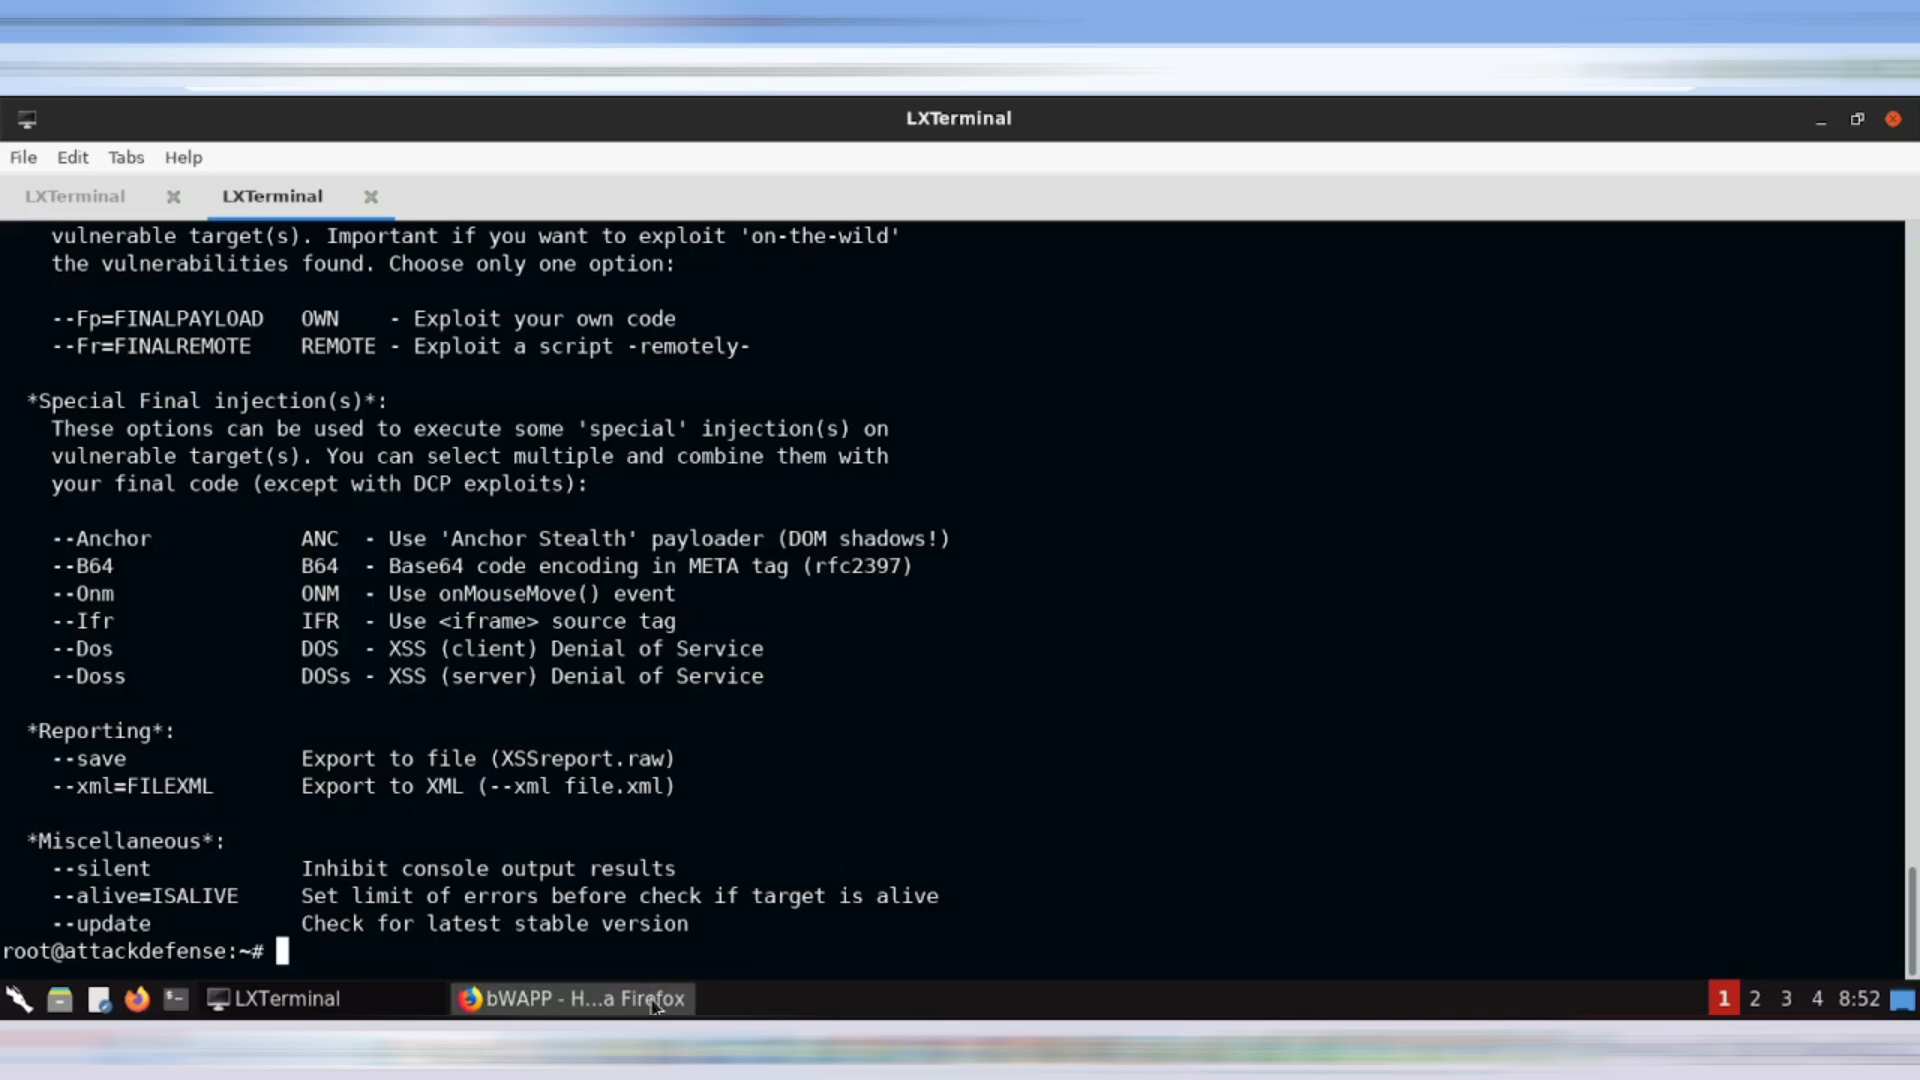 LXTerminal
File Edit Tabs Help
LXTerminal LXTerminal
vulnerable target(s). Important if you want to exploit 'on-the-wild'
the vulnerabilities found. Choose only one option:
--Fp=FINALPAYLOAD OWN - Exploit your own code
--Fr=FINALREMOTE REMOTE - Exploit a script -remotely-
*Special Final injection(s)*:
These options can be used to execute some 'special' injection(s) on
vulnerable target(s). You can select multiple and combine them with
your final code (except with DCP exploits):
--Anchor ANC - Use 'Anchor Stealth' payloader (DOM shadows!)
--B64 B64 - Base64 code encoding in META tag (rfc2397)
--Onm ONM - Use onMouseMove() event
--Ifr IFR - Use <iframe> source tag
--Dos DOS - XSS (client) Denial of Service
--Doss DOSs - XSS (server) Denial of Service
*Reporting*:
--save Export to file (XSSreport.raw)
--xml=FILEXML Export to XML (--xml file.xml)
*Miscellaneous*:
--silent Inhibit console output results
--alive=ISALIVE Set limit of errors before check if target is alive
--update Check for latest stable version
root@attackdefense:~#
LXTerminal bWAPP - H...a Firefox 1 2 3 4 8:52